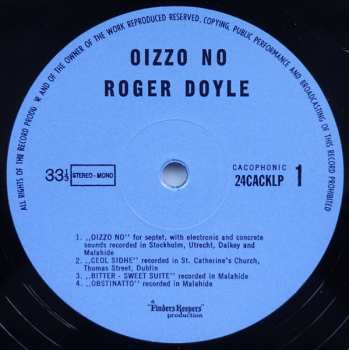 ALL RIGHTS OF THE RECORD PRODU R AND OF THE OWNER OF THE WORK REPRODUCED RESERVED. COPYING, PUBLIC PERFORMANCE AND BROADCASTING OF THIS RECORD PROHIBITED
OIZZO NO
ROGER DOYLE
33⅓ STEREO-MONO
CACOPHONIC
24CACKLP 1
1. ,,OIZZO NO'' for septet, with electronic and concrete
sounds recorded in Stockholm, Utrecht, Dalkey and
Malahide
2. ,,CEOL SIDHE'' recorded in St. Catherine's Church,
Thomas Street, Dublin
3. ,,BITTER - SWEET SUITE'' recorded in Malahide
4. ,,OBSTINATTO'' recorded in Malahide
A
Finders Keepers
production